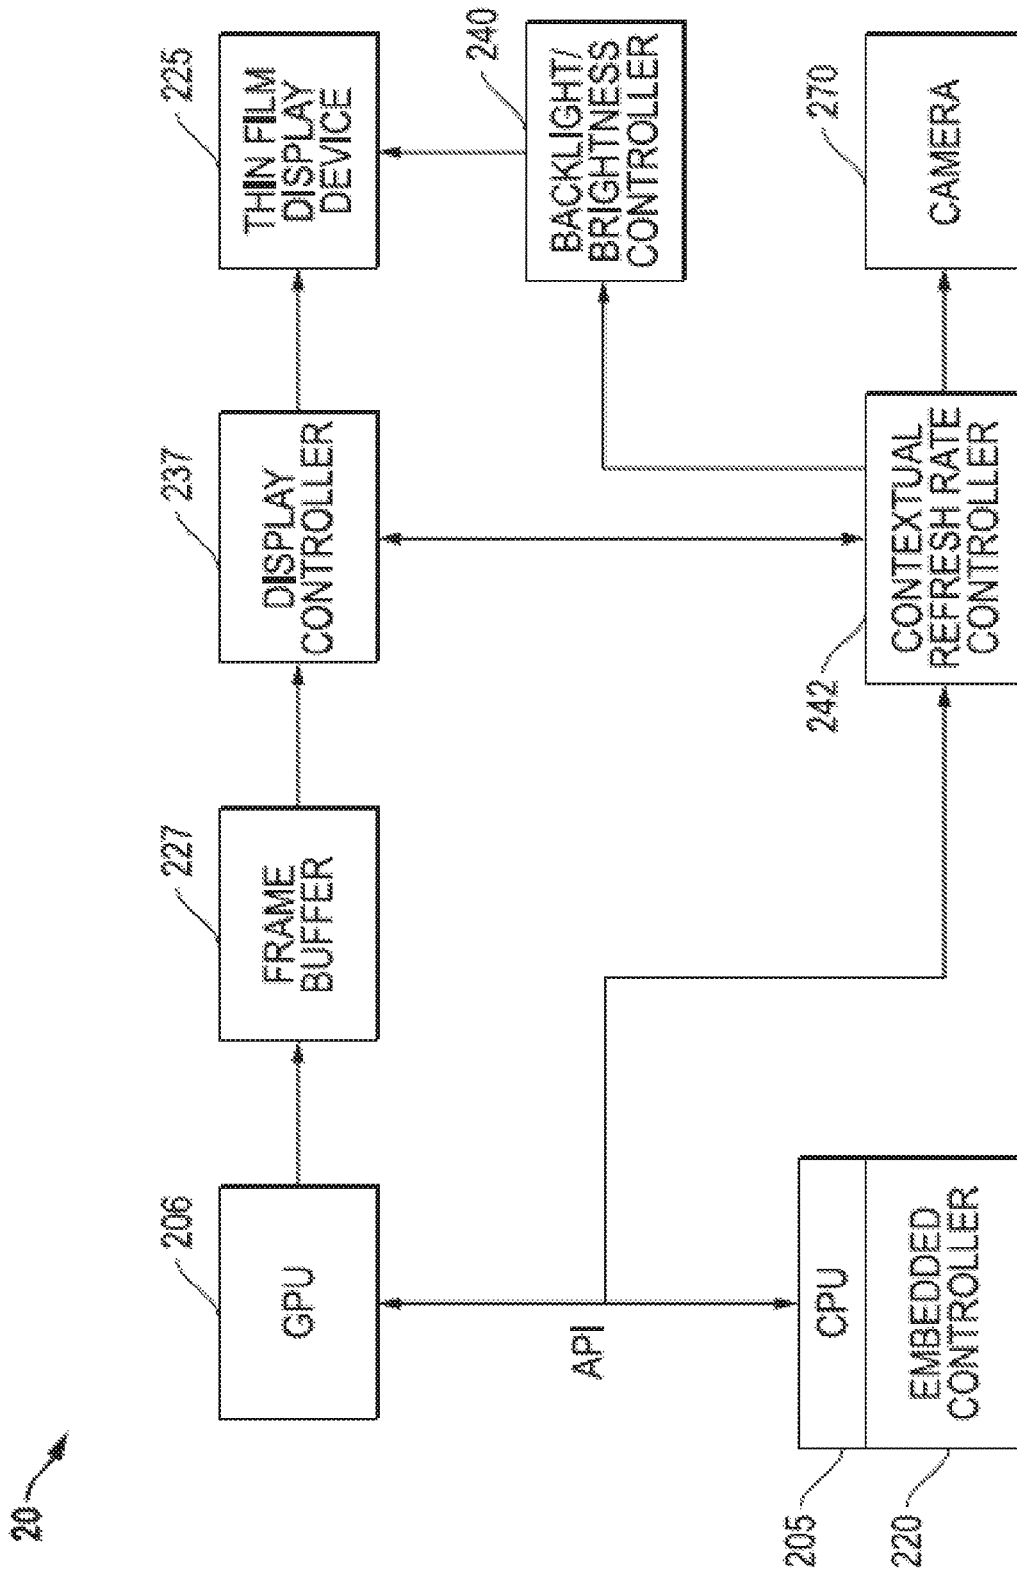 20
206
GPU
227
FRAME
BUFFER
237
DISPLAY
CONTROLLER
225
THIN FILM
DISPLAY
DEVICE
API
240
BACKLIGHT/
BRIGHTNESS
CONTROLLER
205
CPU
220
EMBEDDED
CONTROLLER
242
CONTEXTUAL
REFRESH RATE
CONTROLLER
270
CAMERA